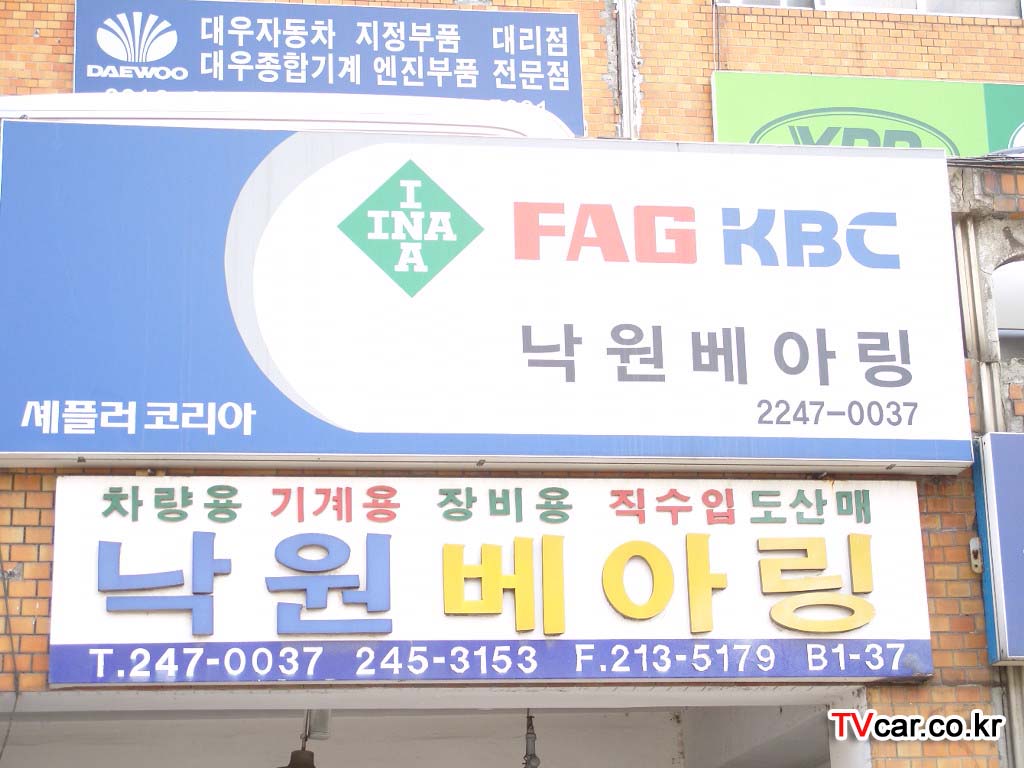 대우자동차 지정부품 대리점
DAEWOO 대우종합기계 엔진부품 전문점
I
INA
A
FAG KBC
낙원베아링
2247-0037
셰플러코리아
차량용 기계용 장비용 직수입도산매
낙원베아링
T.247-0037 245-3153 F.213-5179 B1-37
TVcar.co.kr